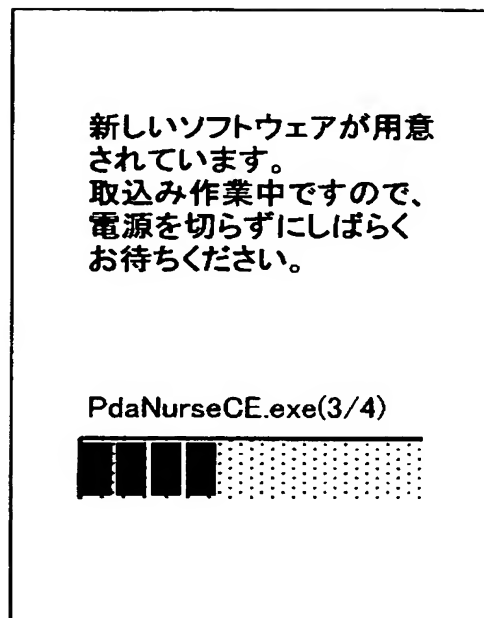 新しいソフトウェアが用意
されています。
取込み作業中ですので、
電源を切らずにしばらく
お待ちください。
PdaNurseCE.exe(3/4)